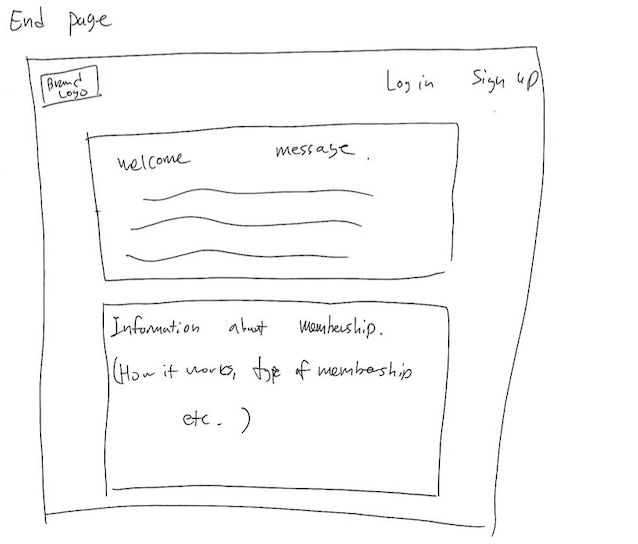 End page
Brand
Logo
Log in Sign up
Welcome message.
Information about membership.
(How it works, type of membership
etc. )